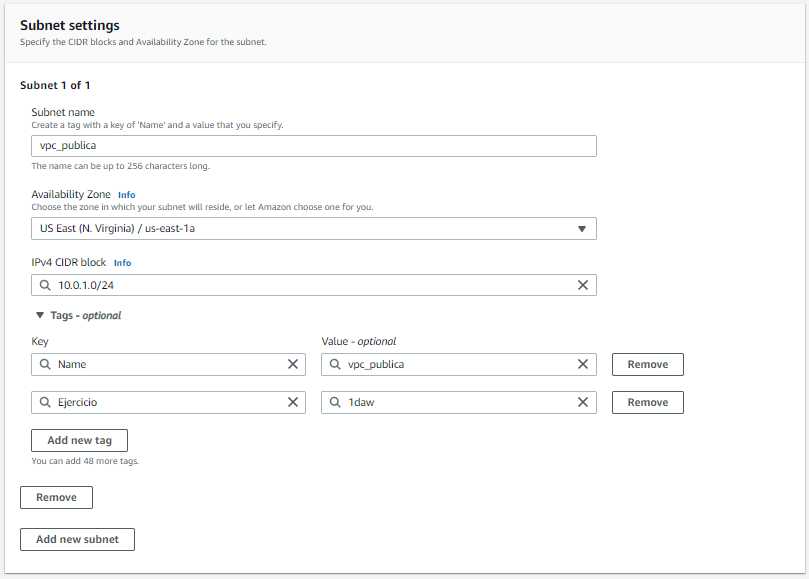 Subnet settings
Specify the CIDR blocks and Availability Zone for the subnet.
Subnet 1 of 1
Subnet name
Create a tag with a key of 'Name' and a value that you specify.
vpc_publica
The name can be up to 256 characters long.
Availability Zone Info
Choose the zone in which your subnet will reside, or let Amazon choose one for you.
US East (N. Virginia) / us-east-1a
IPv4 CIDR block Info
10.0.1.0/24
Tags - optional
Key Value - optional
Name vpc_publica Remove
Ejercicio 1daw Remove
Add new tag
You can add 48 more tags.
Remove
Add new subnet